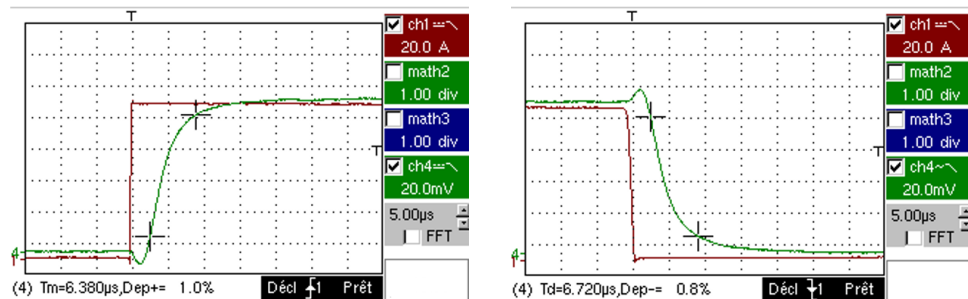 T
ch1
20.0 A
math2
1.00 div
math3
1.00 div
ch4
20.0mV
5.00µs
FFT
T
4
(4) Tm=6.380µs,Dep+= 1.0%
Décl 1 Prêt
T
ch1
20.0 A
math2
1.00 div
math3
1.00 div
ch4
20.0mV
5.00µs
FFT
T
4
(4) Td=6.720µs,Dep-= 0.8%
Décl 1 Prêt